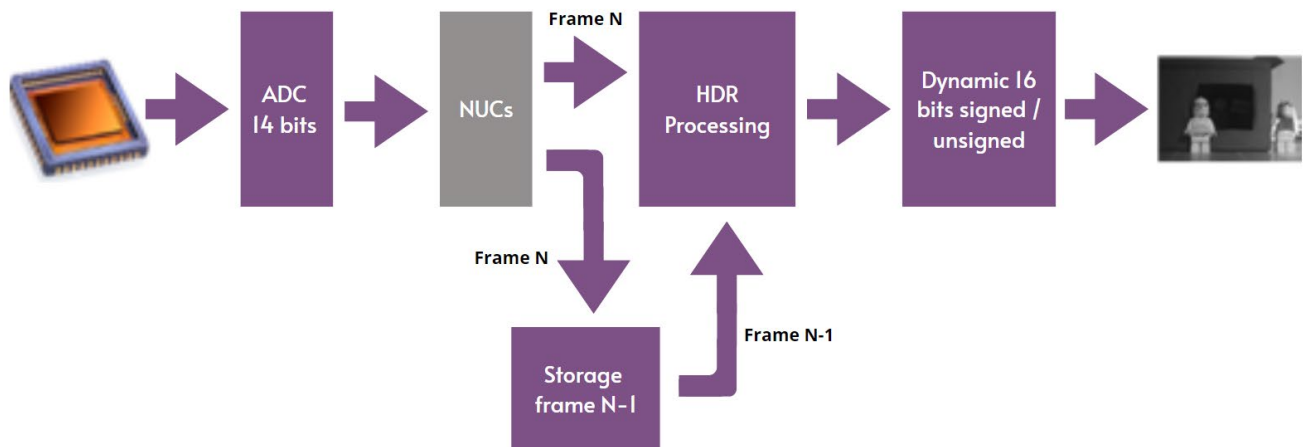 Frame N
ADC
14 bits
NUCs
HDR
Processing
Dynamic 16
bits signed /
unsigned
Frame N
Frame N-1
Storage
frame N-1